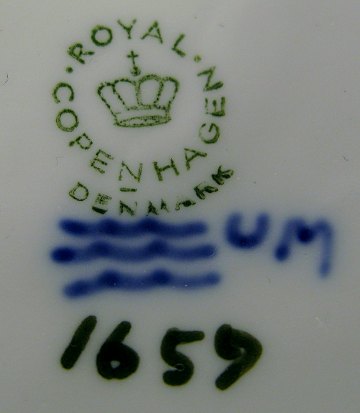 ROYAL COPENHAGEN
DENMARK
UM
1659